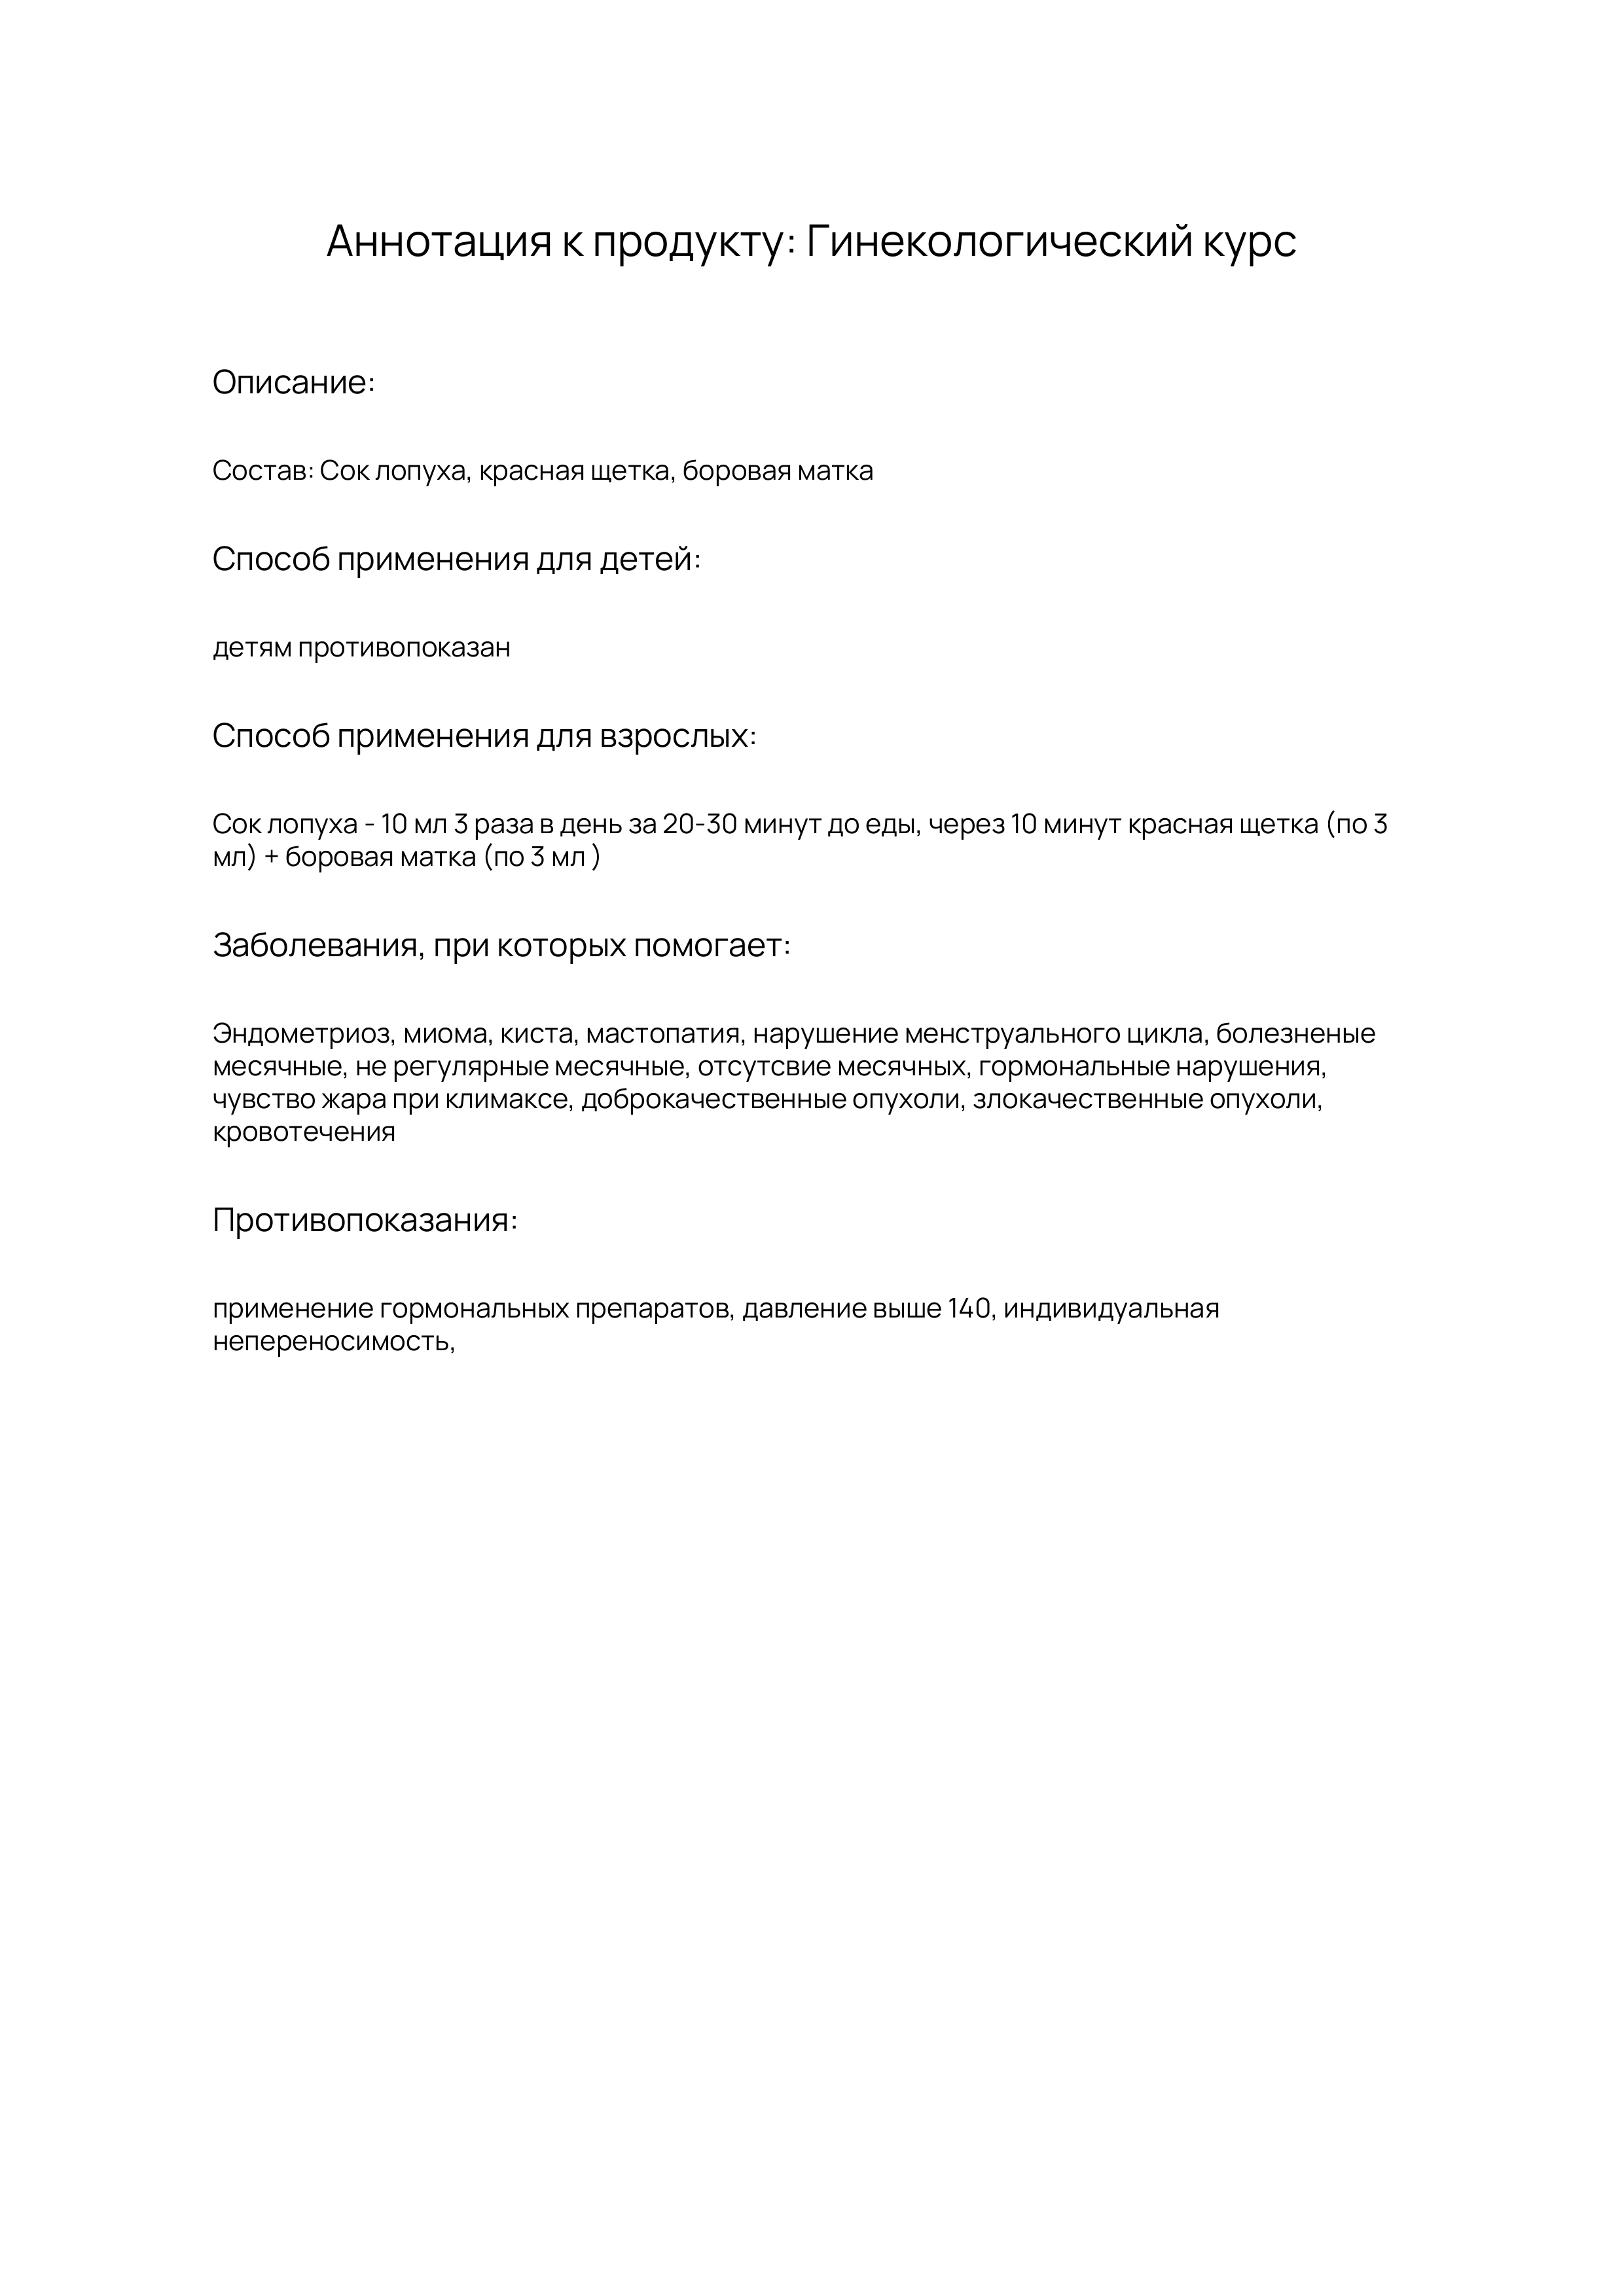 Аннотация к продукту: Гинекологический курс
Описание:
Состав: Сок лопуха, красная щетка, боровая матка
Способ применения для детей:
детям противопоказан
Способ применения для взрослых:
Сок лопуха - 10 мл 3 раза в день за 20-30 минут до еды, через 10 минут красная щетка (по 3
мл) + боровая матка (по 3 мл )
Заболевания, при которых помогает:
Эндометриоз, миома, киста, мастопатия, нарушение менструального цикла, болезненые
месячные, не регулярные месячные, отсутсвие месячных, гормональные нарушения,
чувство жара при климаксе, доброкачественные опухоли, злокачественные опухоли,
кровотечения
Противопоказания:
применение гормональных препаратов, давление выше 140, индивидуальная
непереносимость,